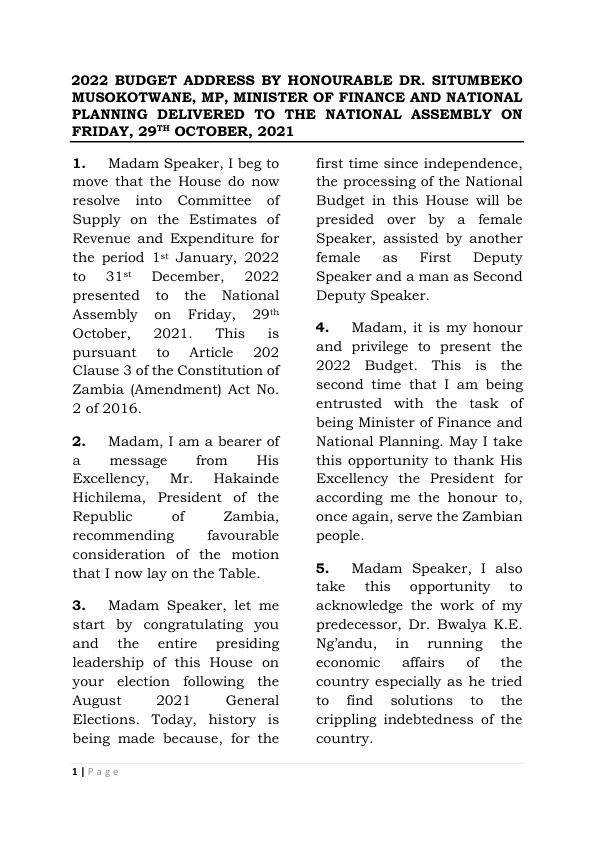 2022 BUDGET ADDRESS BY HONOURABLE DR. SITUMBEKO
MUSOKOTWANE, MP, MINISTER OF FINANCE AND NATIONAL
PLANNING DELIVERED TO THE NATIONAL ASSEMBLY ON
FRIDAY, 29TH OCTOBER, 2021
1. Madam Speaker, I beg to
move that the House do now
resolve into Committee of
Supply on the Estimates of
Revenue and Expenditure for
the period 1st January, 2022
to 31st December, 2022
presented to the National
Assembly on Friday, 29th
October, 2021. This is
pursuant to Article 202
Clause 3 of the Constitution of
Zambia (Amendment) Act No.
2 of 2016.
2. Madam, I am a bearer of
a message from His
Excellency, Mr. Hakainde
Hichilema, President of the
Republic of Zambia,
recommending favourable
consideration of the motion
that I now lay on the Table.
3. Madam Speaker, let me
start by congratulating you
and the entire presiding
leadership of this House on
your election following the
August 2021 General
Elections. Today, history is
being made because, for the
first time since independence,
the processing of the National
Budget in this House will be
presided over by a female
Speaker, assisted by another
female as First Deputy
Speaker and a man as Second
Deputy Speaker.
4. Madam, it is my honour
and privilege to present the
2022 Budget. This is the
second time that I am being
entrusted with the task of
being Minister of Finance and
National Planning. May I take
this opportunity to thank His
Excellency the President for
according me the honour to,
once again, serve the Zambian
people.
5. Madam Speaker, I also
take this opportunity to
acknowledge the work of my
predecessor, Dr. Bwalya K.E.
Ng’andu, in running the
economic affairs of the
country especially as he tried
to find solutions to the
crippling indebtedness of the
country.
1 | Page